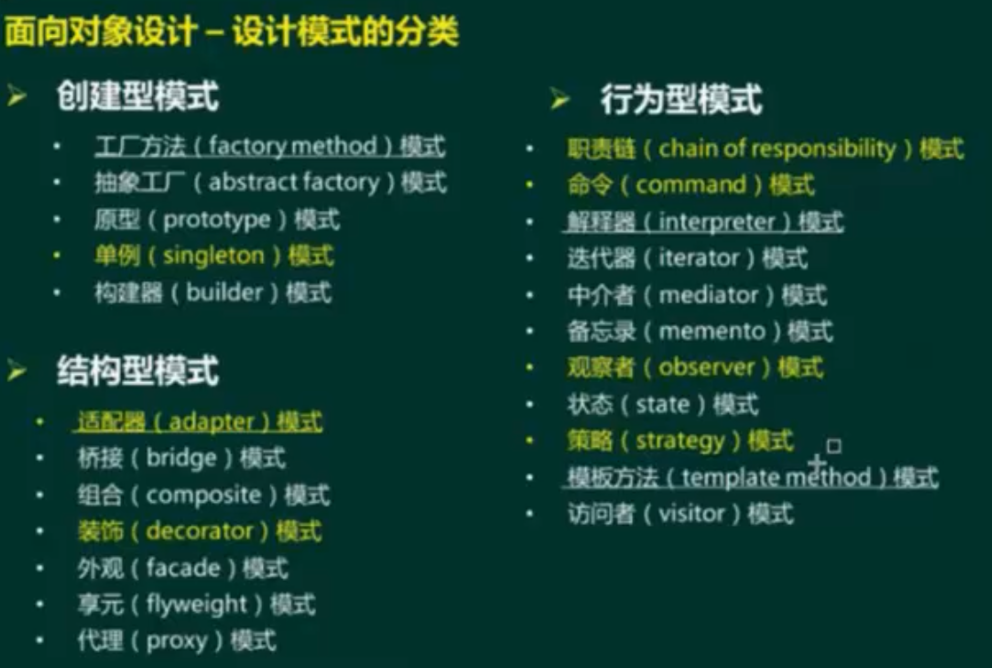 面向对象设计 – 设计模式的分类
创建型模式
工厂方法（factory method）模式
抽象工厂（abstract factory）模式
原型（prototype）模式
单例（singleton）模式
构建器（builder）模式
结构型模式
适配器（adapter）模式
桥接（bridge）模式
组合（composite）模式
装饰（decorator）模式
外观（facade）模式
享元（flyweight）模式
代理（proxy）模式
行为型模式
职责链（chain of responsibility）模式
命令（command）模式
解释器（interpreter）模式
迭代器（iterator）模式
中介者（mediator）模式
备忘录（memento）模式
观察者（observer）模式
状态（state）模式
策略（strategy）模式
模板方法（template method）模式
访问者（visitor）模式